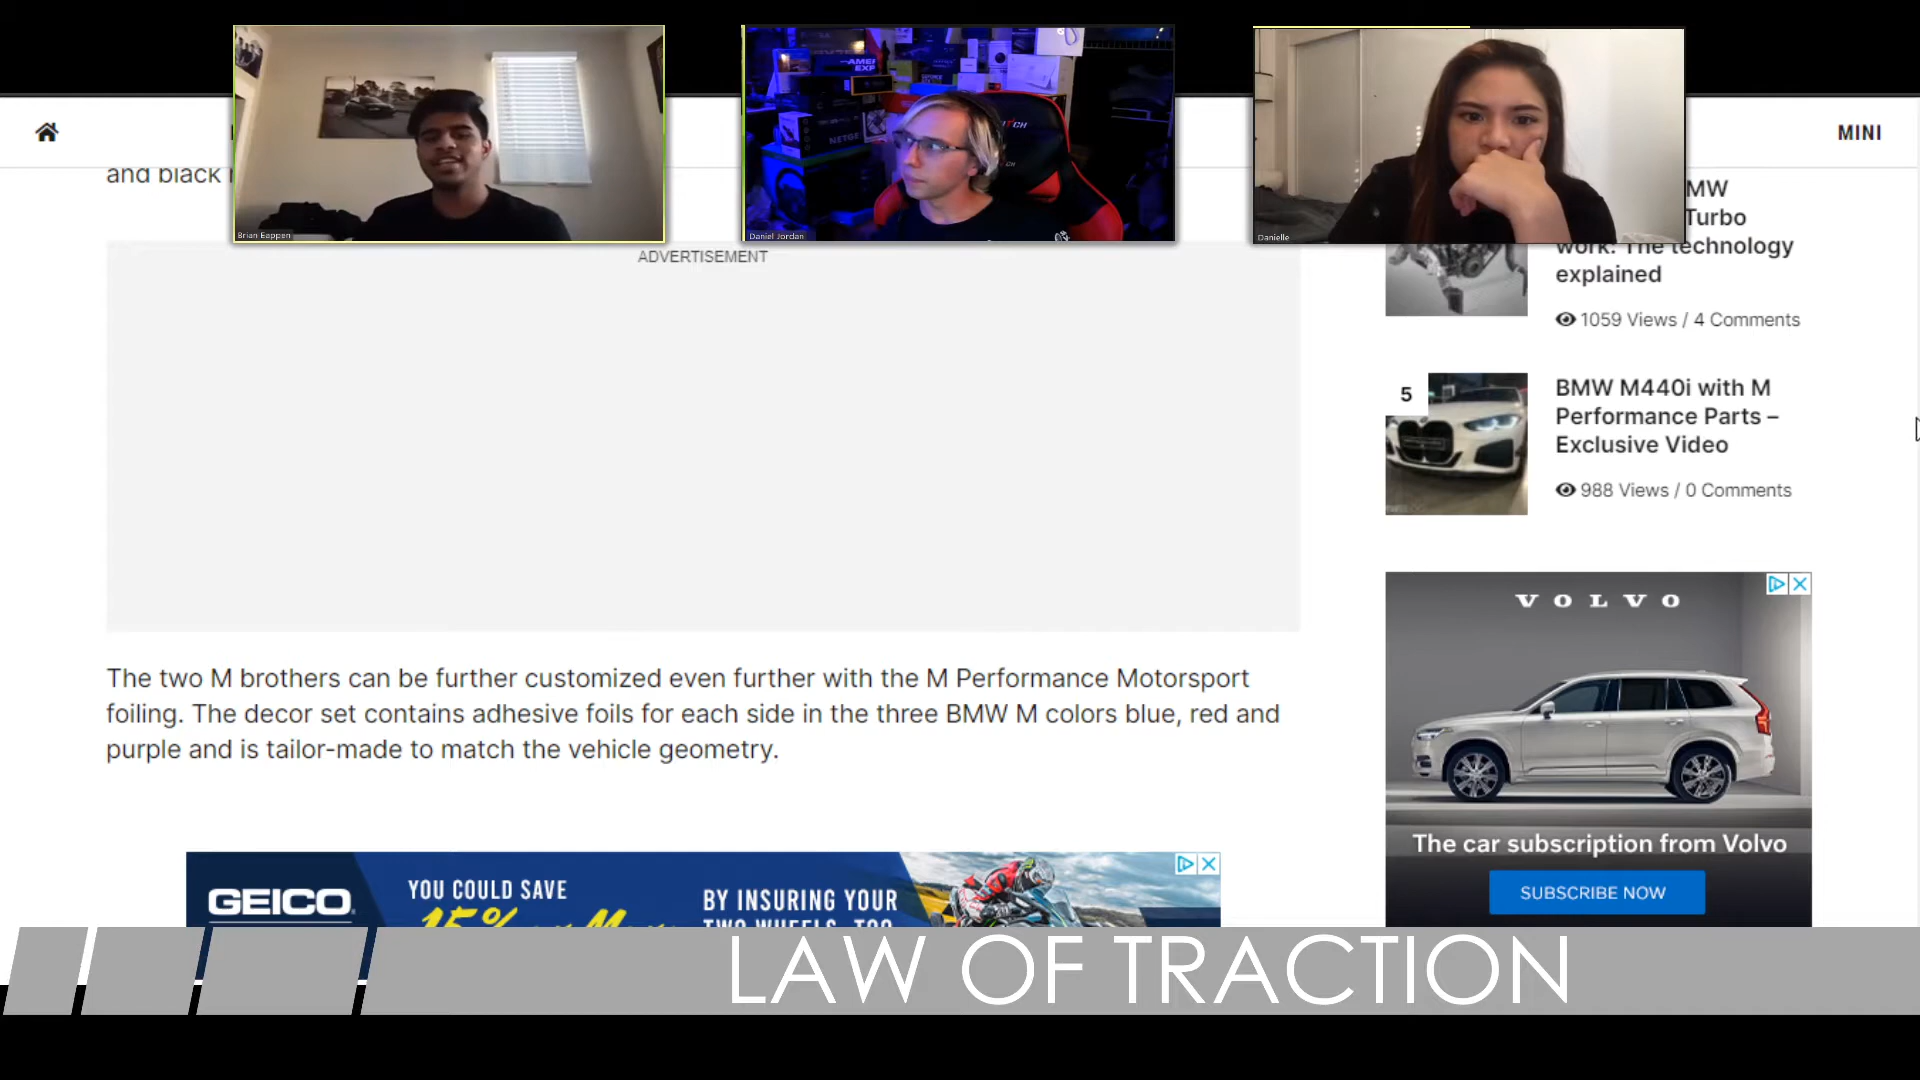 Brian Eappen
Daniel Jordan
Danielle
MINI
and black
ADVERTISEMENT
MW
Turbo
work: The technology
explained
1059 Views / 4 Comments
5
BMW M440i with M
Performance Parts –
Exclusive Video
988 Views / 0 Comments
VOLVO
The car subscription from Volvo
SUBSCRIBE NOW
The two M brothers can be further customized even further with the M Performance Motorsport
foiling. The decor set contains adhesive foils for each side in the three BMW M colors blue, red and
purple and is tailor-made to match the vehicle geometry.
GEICO
YOU COULD SAVE
15%
BY INSURING YOUR
TWO WHEELS, TOO
LAW OF TRACTION